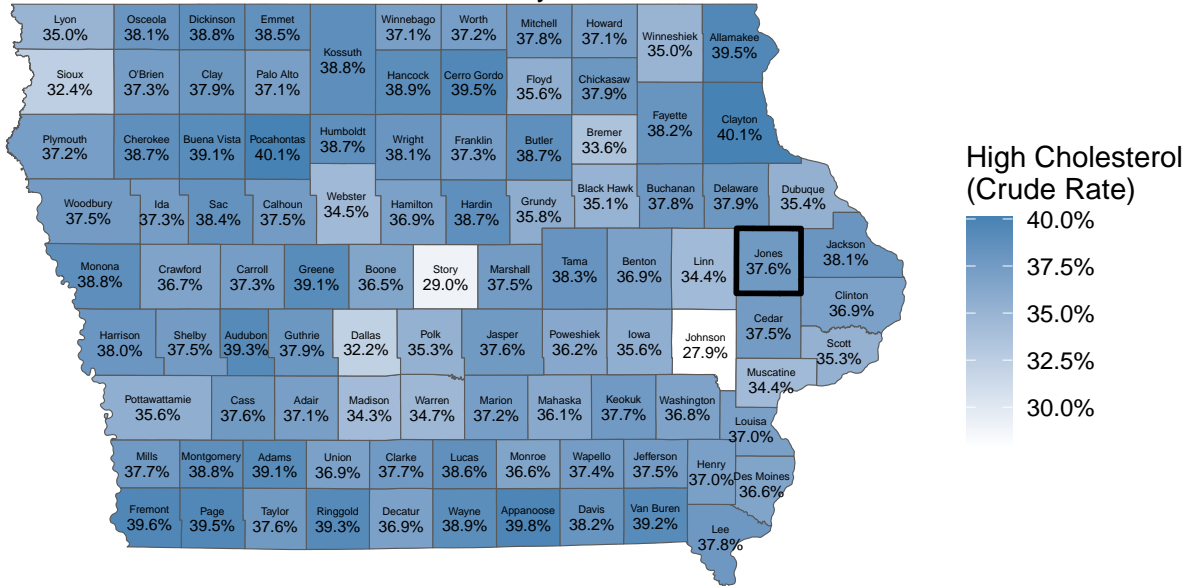 Lyon
35.0%
Osceola
38.1%
Dickinson
38.8%
Emmet
38.5%
Kossuth
38.8%
Winnebago
37.1%
Worth
37.2%
Mitchell
37.8%
Howard
37.1%
Winneshiek
35.0%
Allamakee
39.5%
Sioux
32.4%
O'Brien
37.3%
Clay
37.9%
Palo Alto
37.1%
Hancock
38.9%
Cerro Gordo
39.5%
Floyd
35.6%
Chickasaw
37.9%
Fayette
38.2%
Clayton
40.1%
Plymouth
37.2%
Cherokee
38.7%
Buena Vista
39.1%
Pocahontas
40.1%
Humboldt
38.7%
Wright
38.1%
Franklin
37.3%
Butler
38.7%
Bremer
33.6%
Woodbury
37.5%
Ida
37.3%
Sac
38.4%
Calhoun
37.5%
Webster
34.5%
Hamilton
36.9%
Hardin
38.7%
Grundy
35.8%
Black Hawk
35.1%
Buchanan
37.8%
Delaware
37.9%
Dubuque
35.4%
Monona
38.8%
Crawford
36.7%
Carroll
37.3%
Greene
39.1%
Boone
36.5%
Story
29.0%
Marshall
37.5%
Tama
38.3%
Benton
36.9%
Linn
34.4%
Jones
37.6%
Jackson
38.1%
Clinton
36.9%
Harrison
38.0%
Shelby
37.5%
Audubon
39.3%
Guthrie
37.9%
Dallas
32.2%
Polk
35.3%
Jasper
37.6%
Poweshiek
36.2%
Iowa
35.6%
Johnson
27.9%
Cedar
37.5%
Scott
35.3%
Muscatine
34.4%
Pottawattamie
35.6%
Cass
37.6%
Adair
37.1%
Madison
34.3%
Warren
34.7%
Marion
37.2%
Mahaska
36.1%
Keokuk
37.7%
Washington
36.8%
Louisa
37.0%
Mills
37.7%
Montgomery
38.8%
Adams
39.1%
Union
36.9%
Clarke
37.7%
Lucas
38.6%
Monroe
36.6%
Wapello
37.4%
Jefferson
37.5%
Henry
37.0%
Des Moines
36.6%
Fremont
39.6%
Page
39.5%
Taylor
37.6%
Ringgold
39.3%
Decatur
36.9%
Wayne
38.9%
Appanoose
39.8%
Davis
38.2%
Van Buren
39.2%
Lee
37.8%
High Cholesterol
(Crude Rate)
40.0%
37.5%
35.0%
32.5%
30.0%